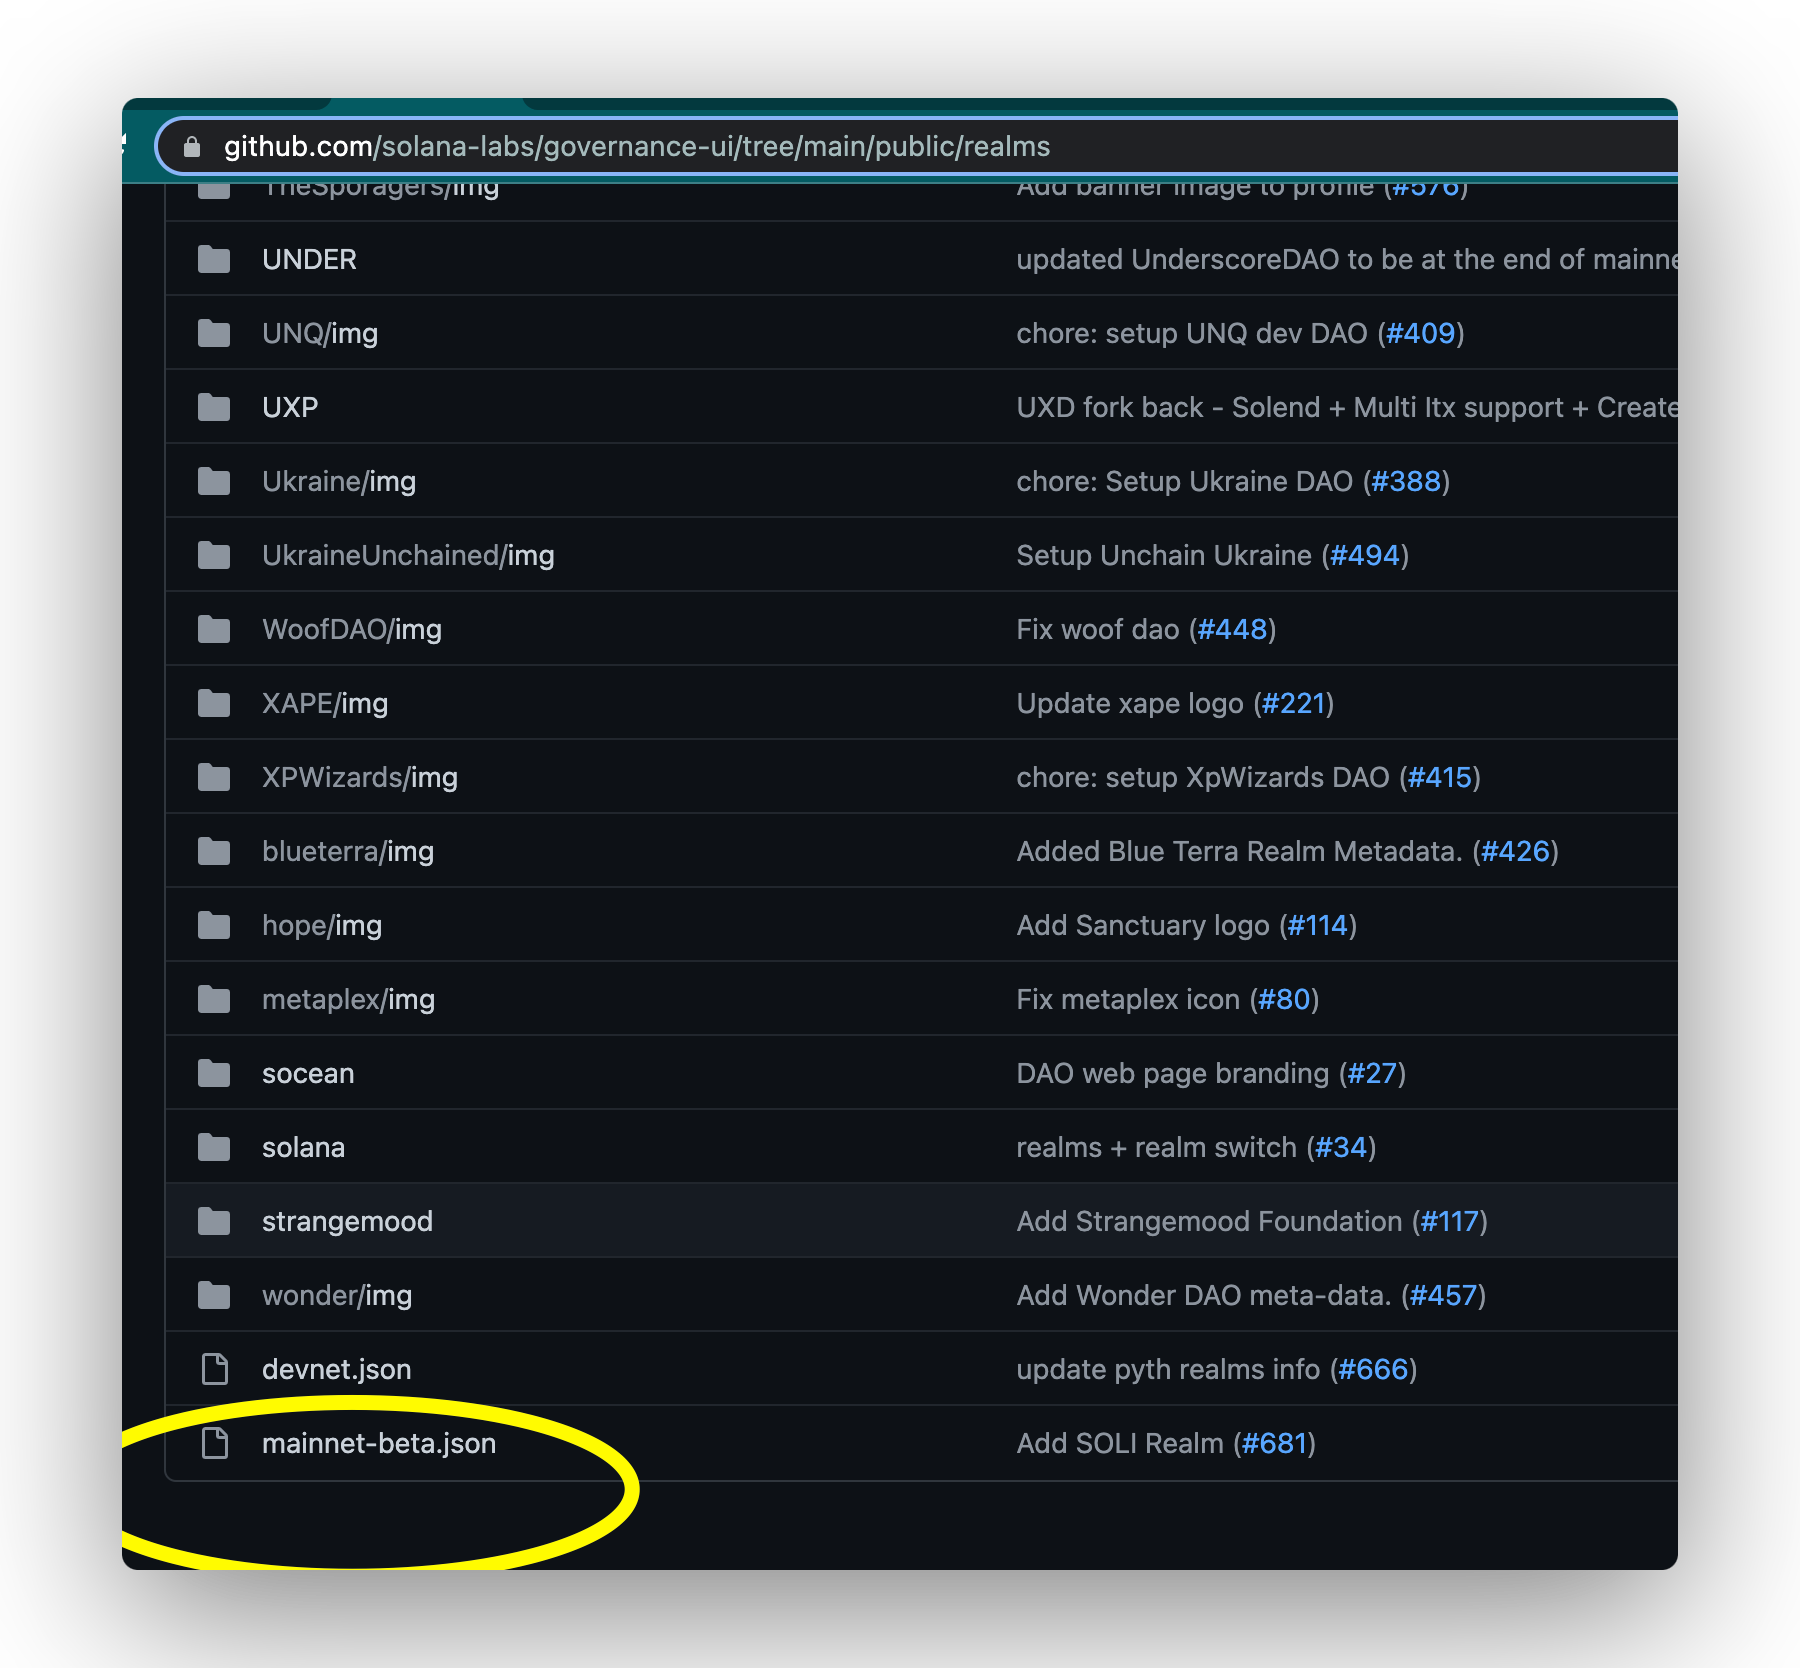 github.com/solana-labs/governance-ui/tree/main/public/realms
TheSporagers/img Add banner image to profile (#576)
UNDER updated UnderscoreDAO to be at the end of mainne
UNQ/img chore: setup UNQ dev DAO (#409)
UXP UXD fork back - Solend + Multi Itx support + Create
Ukraine/img chore: Setup Ukraine DAO (#388)
UkraineUnchained/img Setup Unchain Ukraine (#494)
WoofDAO/img Fix woof dao (#448)
XAPE/img Update xape logo (#221)
XPWizards/img chore: setup XpWizards DAO (#415)
blueterra/img Added Blue Terra Realm Metadata. (#426)
hope/img Add Sanctuary logo (#114)
metaplex/img Fix metaplex icon (#80)
socean DAO web page branding (#27)
solana realms + realm switch (#34)
strangemood Add Strangemood Foundation (#117)
wonder/img Add Wonder DAO meta-data. (#457)
devnet.json update pyth realms info (#666)
mainnet-beta.json Add SOLI Realm (#681)